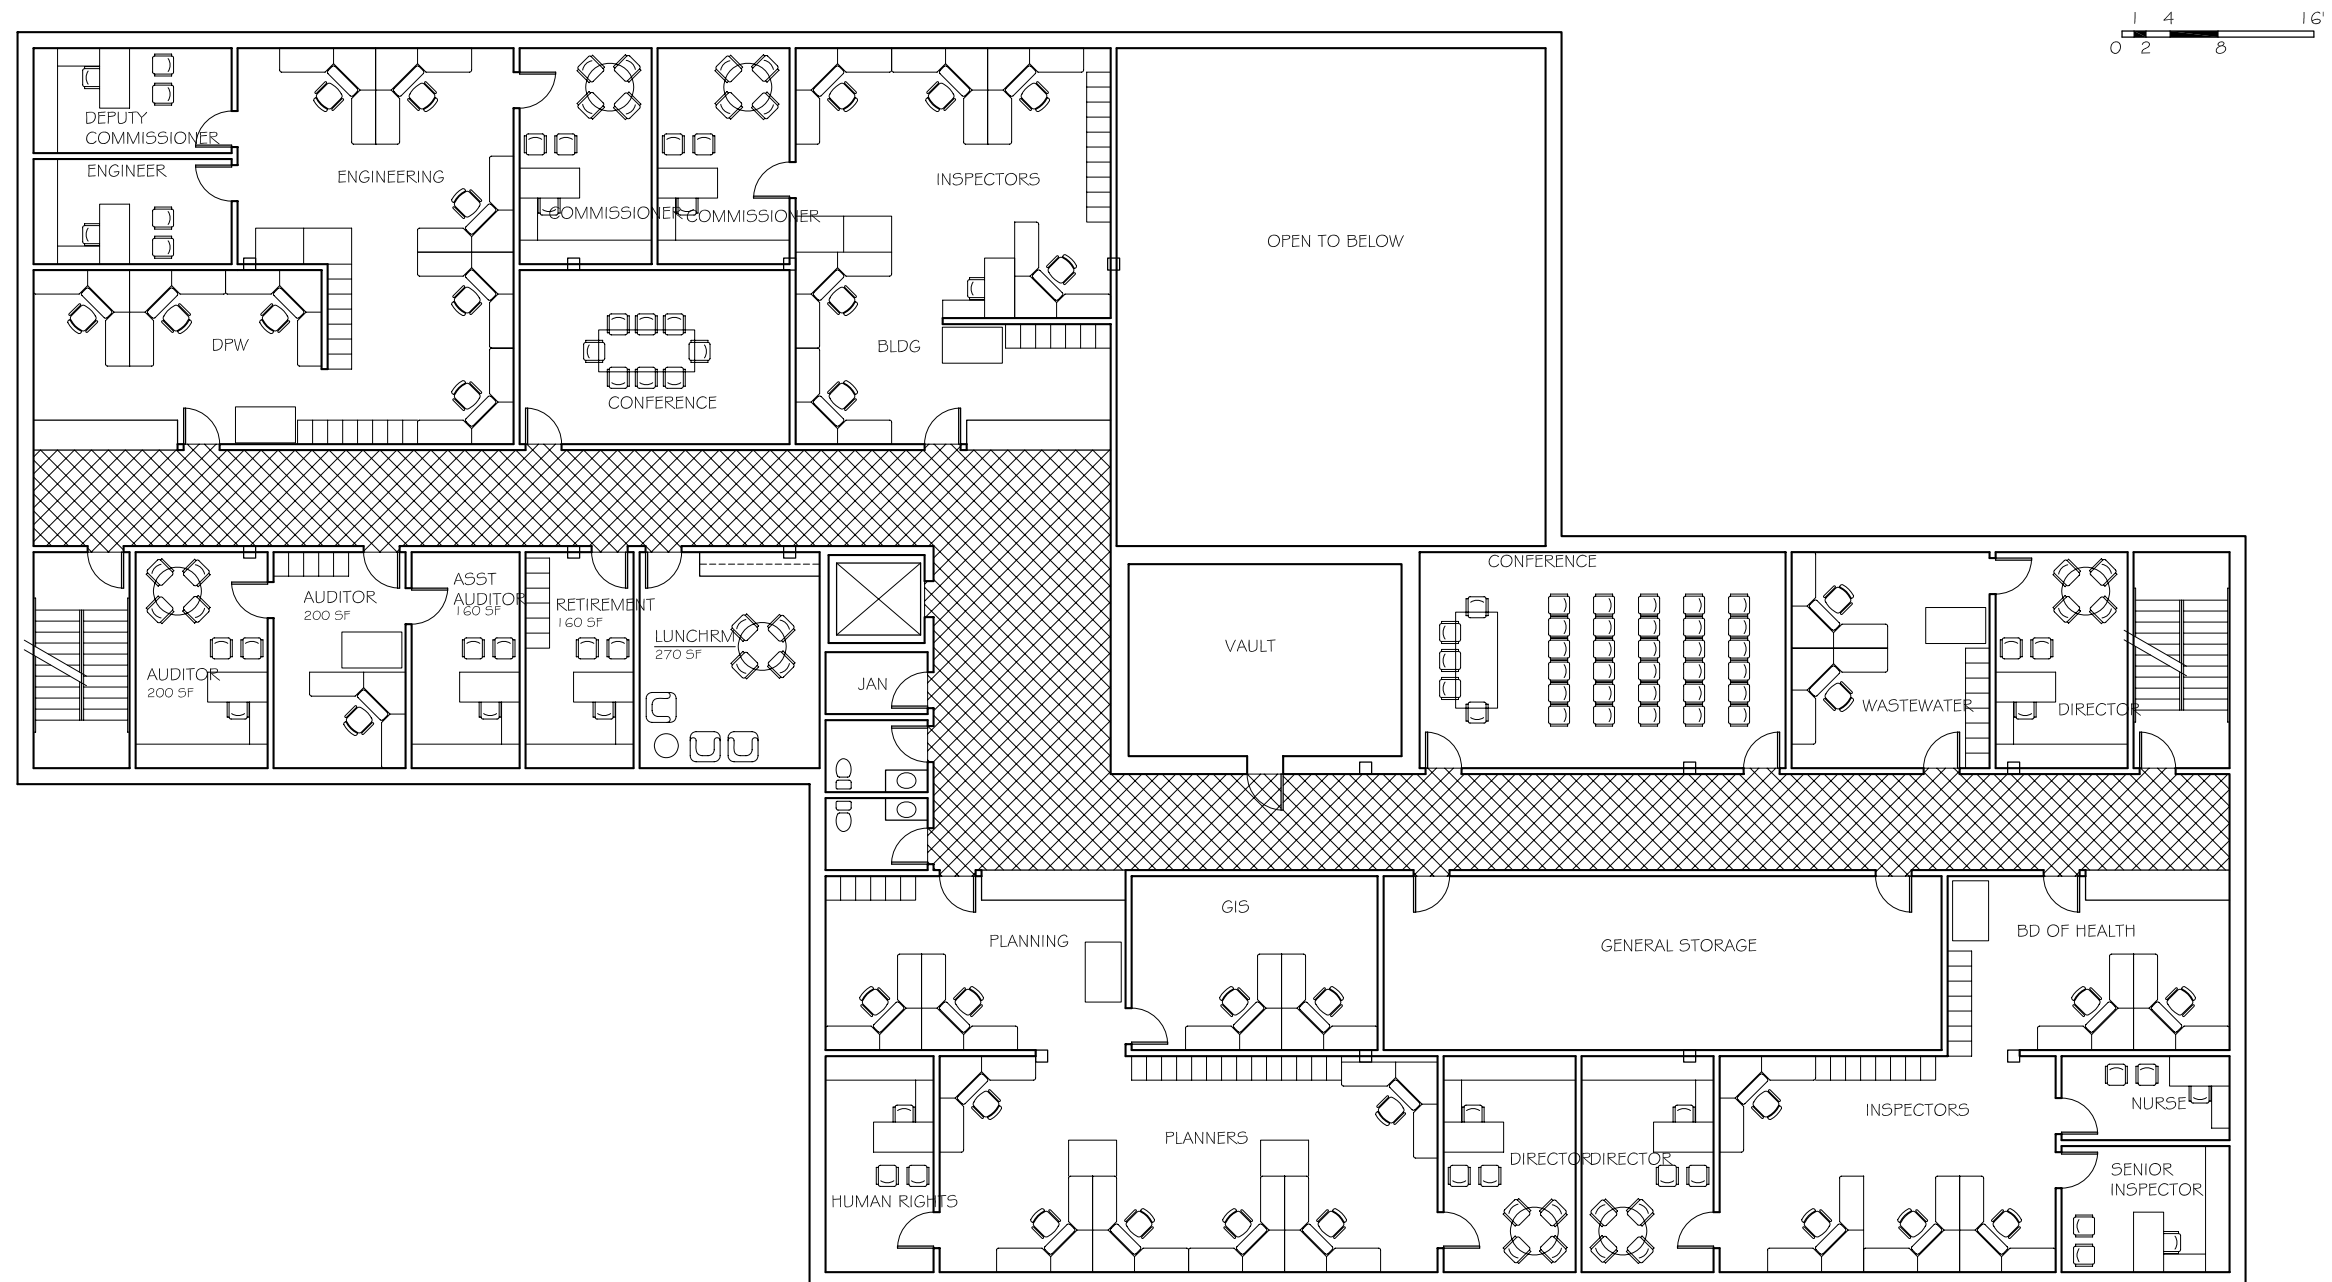 1 4 16'
0 2 8
DEPUTY
COMMISSIONER
ENGINEER
ENGINEERING
COMMISSIONER
COMMISSIONER
INSPECTORS
OPEN TO BELOW
DPW
CONFERENCE
BLDG
AUDITOR
200 SF
AUDITOR
200 SF
ASST
AUDITOR
160 SF
RETIREMENT
160 SF
LUNCHRM
270 SF
JAN
VAULT
CONFERENCE
WASTEWATER
DIRECTOR
PLANNING
GIS
GENERAL STORAGE
BD OF HEALTH
HUMAN RIGHTS
PLANNERS
DIRECTOR
DIRECTOR
INSPECTORS
NURSE
SENIOR
INSPECTOR